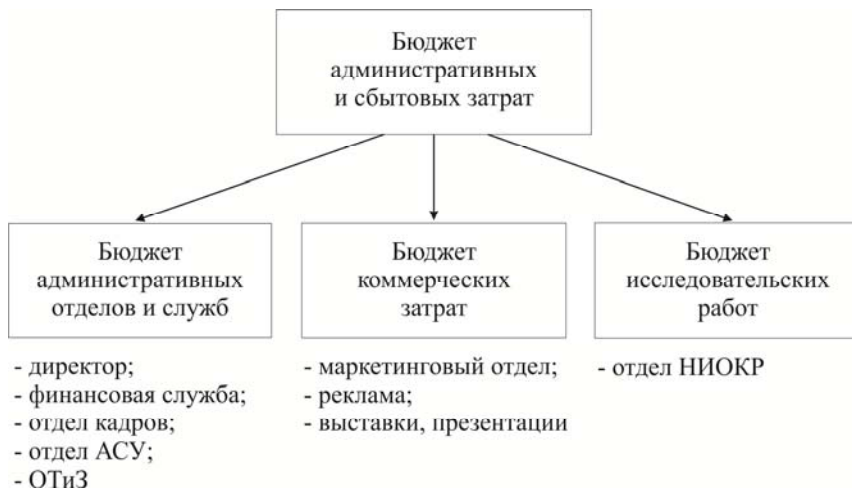 Бюджет
административных
и сбытовых затрат
Бюджет
административных
отделов и служб
- директор;
- финансовая служба;
- отдел кадров;
- отдел АСУ;
- ОТиЗ
Бюджет
коммерческих
затрат
- маркетинговый отдел;
- реклама;
- выставки, презентации
Бюджет
исследовательских
работ
- отдел НИОКР